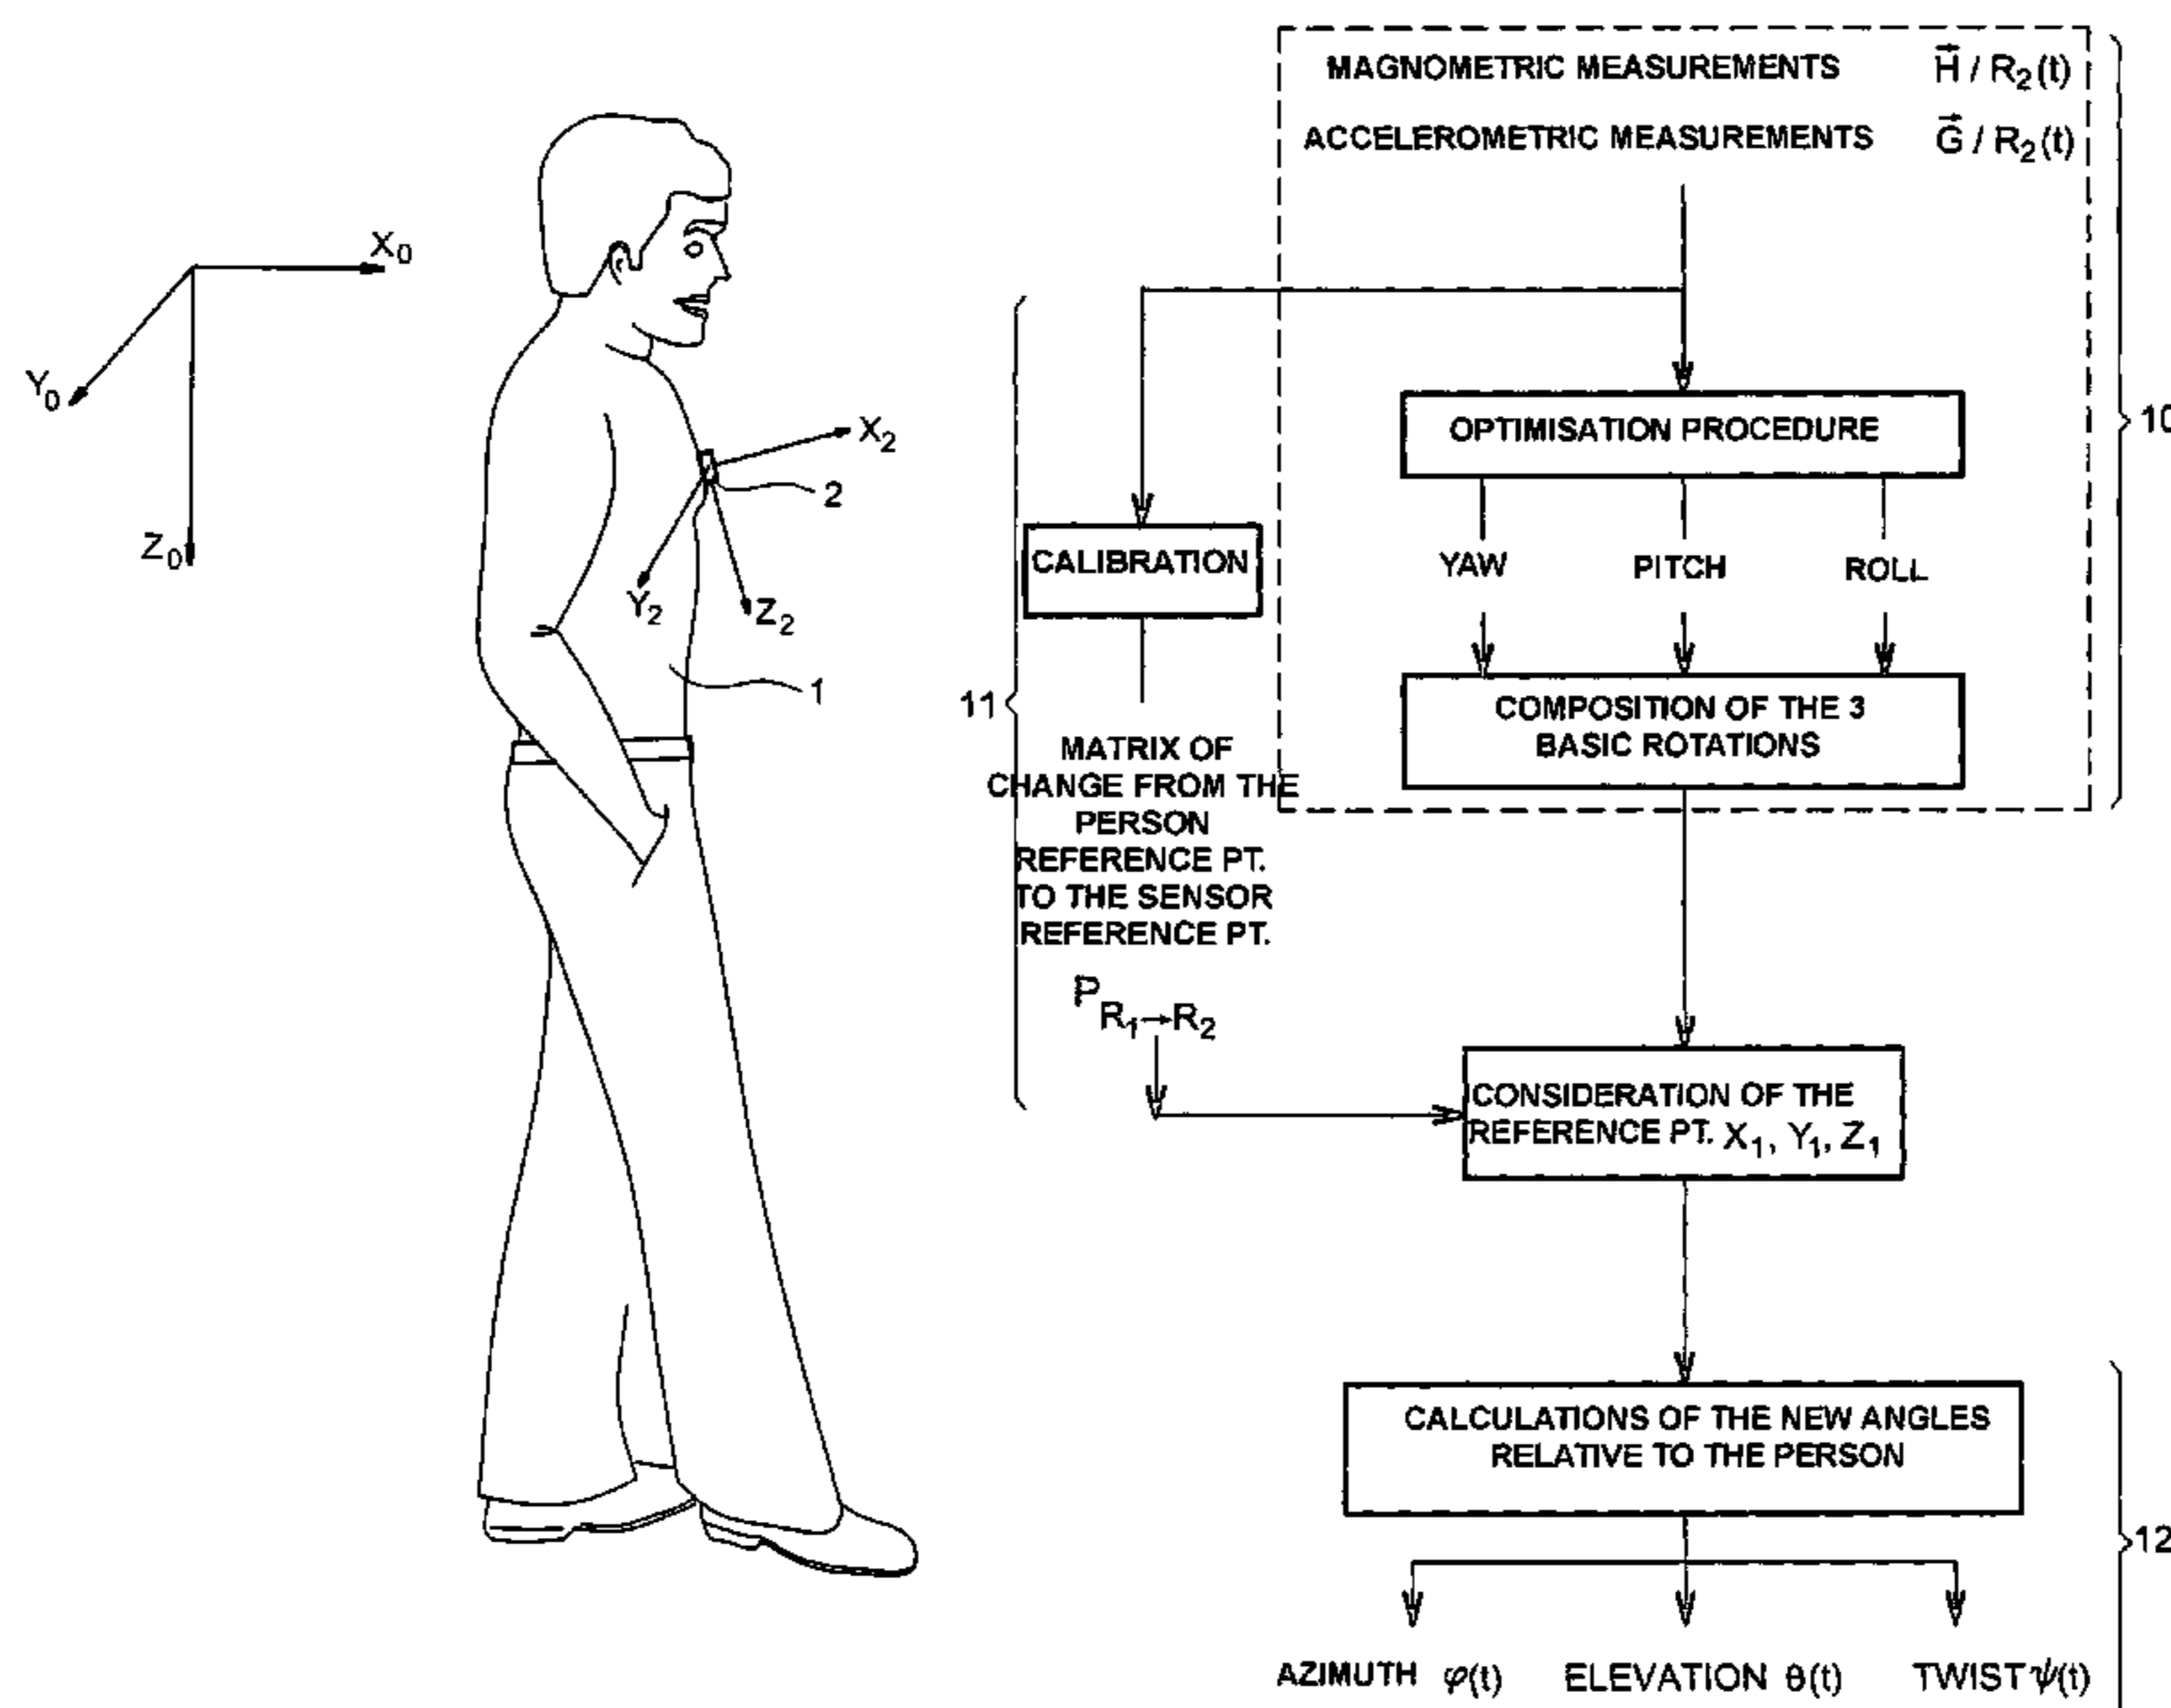 MAGNOMETRIC MEASUREMENTS H⃗ / R₂(t)
ACCELEROMETRIC MEASUREMENTS G⃗ / R₂(t)
X₀
Y₀
Z₀
X₂
2
Y₂
Z₂
1
10
OPTIMISATION PROCEDURE
YAW PITCH ROLL
COMPOSITION OF THE 3
BASIC ROTATIONS
11
CALIBRATION
MATRIX OF
CHANGE FROM THE
PERSON
REFERENCE PT.
TO THE SENSOR
REFERENCE PT.
P R₁→R₂
CONSIDERATION OF THE
REFERENCE PT. X₁, Y₁, Z₁
CALCULATIONS OF THE NEW ANGLES
RELATIVE TO THE PERSON
12
AZIMUTH φ(t) ELEVATION θ(t) TWIST ψ(t)